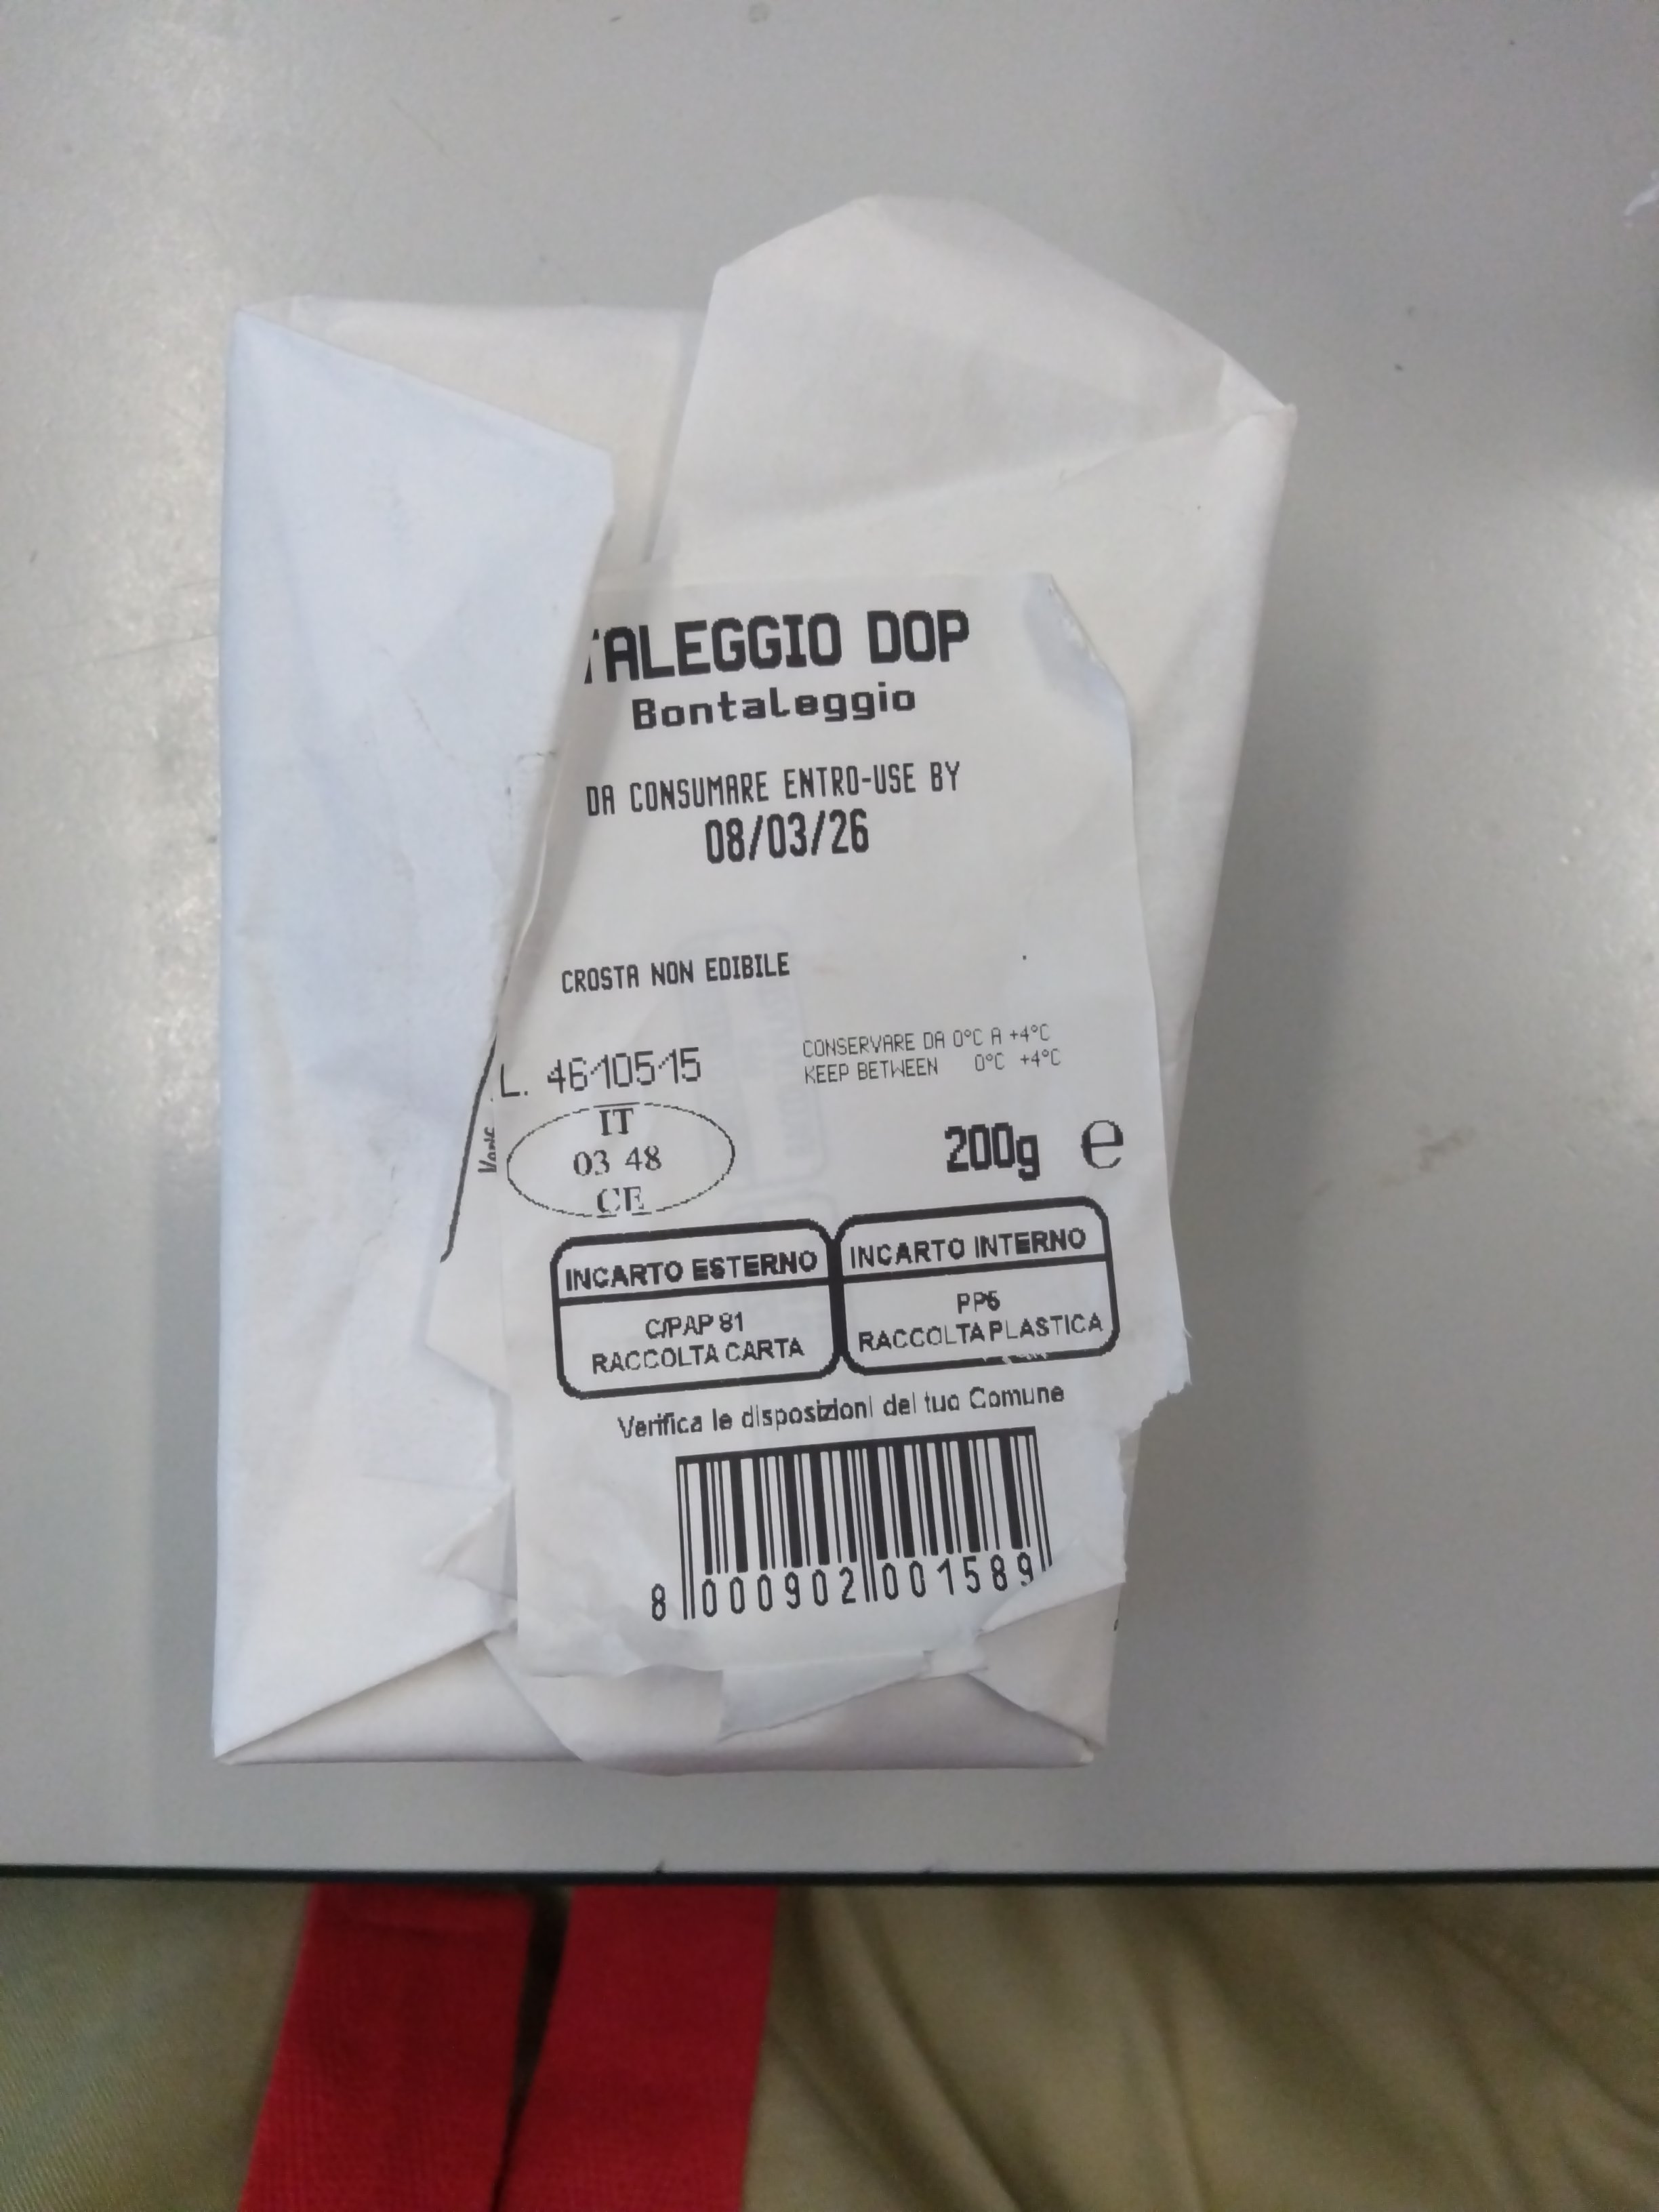 TALEGGIO DOP
Bontaleggio
DA CONSUMARE ENTRO-USE BY
08/03/26
CROSTA NON EDIBILE
L. 4610515
CONSERVARE DA 0°C A +4°C
KEEP BETWEEN 0°C +4°C
IT
03 48
CE
200g e
INCARTO ESTERNO
C/PAP 81
RACCOLTA CARTA
INCARTO INTERNO
PP5
RACCOLTA PLASTICA
Verifica le disposizioni del tuo Comune
8 000902 001589